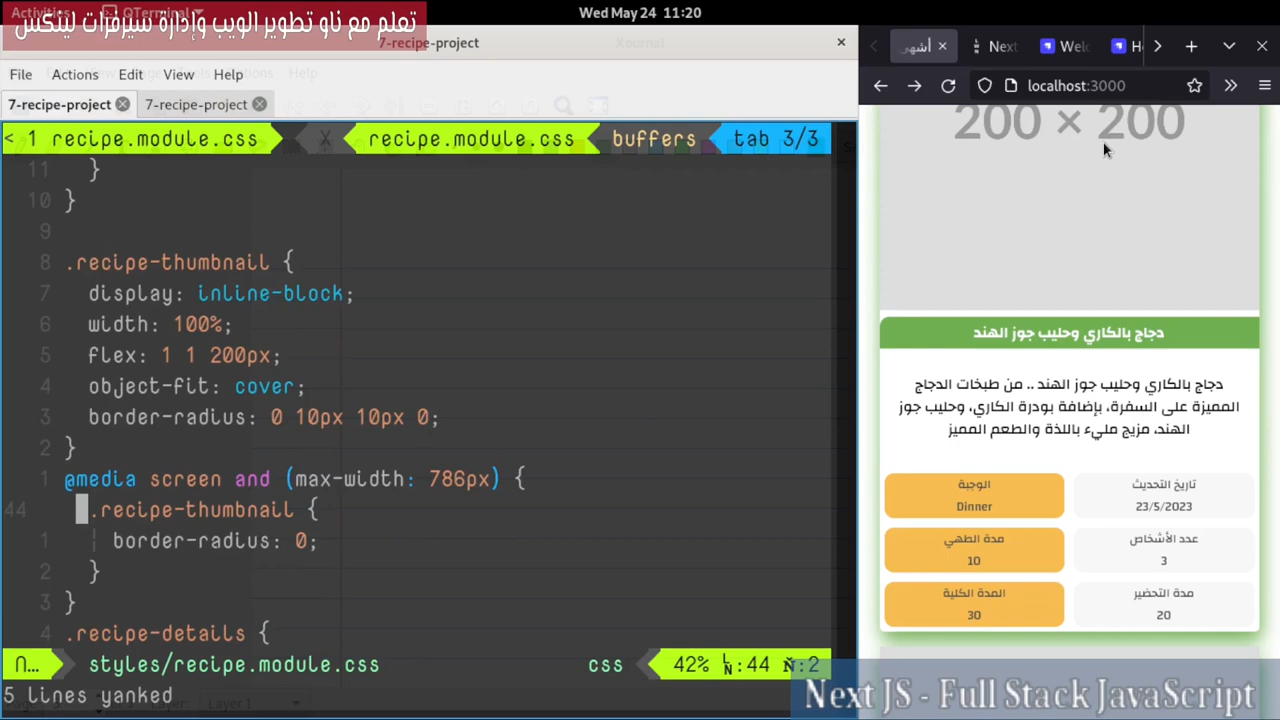 Activities
QTerminal
Wed May 24 11:20
تعلم مع ناو تطوير الويب وإدارة سيرفرات لينكس
7-recipe-project
Xournal
File Actions Edit View Help
7-recipe-project
7-recipe-project
< 1 recipe.module.css
X
recipe.module.css
buffers
tab 3/3
11 }
10 }
9
8 .recipe-thumbnail {
7 display: inline-block;
6 width: 100%;
5 flex: 1 1 200px;
4 object-fit: cover;
3 border-radius: 0 10px 10px 0;
2 }
1 @media screen and (max-width: 786px) {
44 .recipe-thumbnail {
1 border-radius: 0;
2 }
3 }
4 .recipe-details {
styles/recipe.module.css
css
42%
:44
:2
5 lines yanked
Layer 1
أشهى
Next
Welc
localhost:3000
200 × 200
دجاج بالكاري وحليب جوز الهند
دجاج بالكاري وحليب جوز الهند .. من طبخات الدجاج
المميزة على السفرة، بإضافة بودرة الكاري، وحليب جوز
الهند، مزيج مليء باللذة والطعم المميز
تاريخ التحديث
23/5/2023
الوجبة
Dinner
عدد الأشخاص
3
مدة الطهي
10
مدة التحضير
20
المدة الكلية
30
Next JS - Full Stack JavaScript